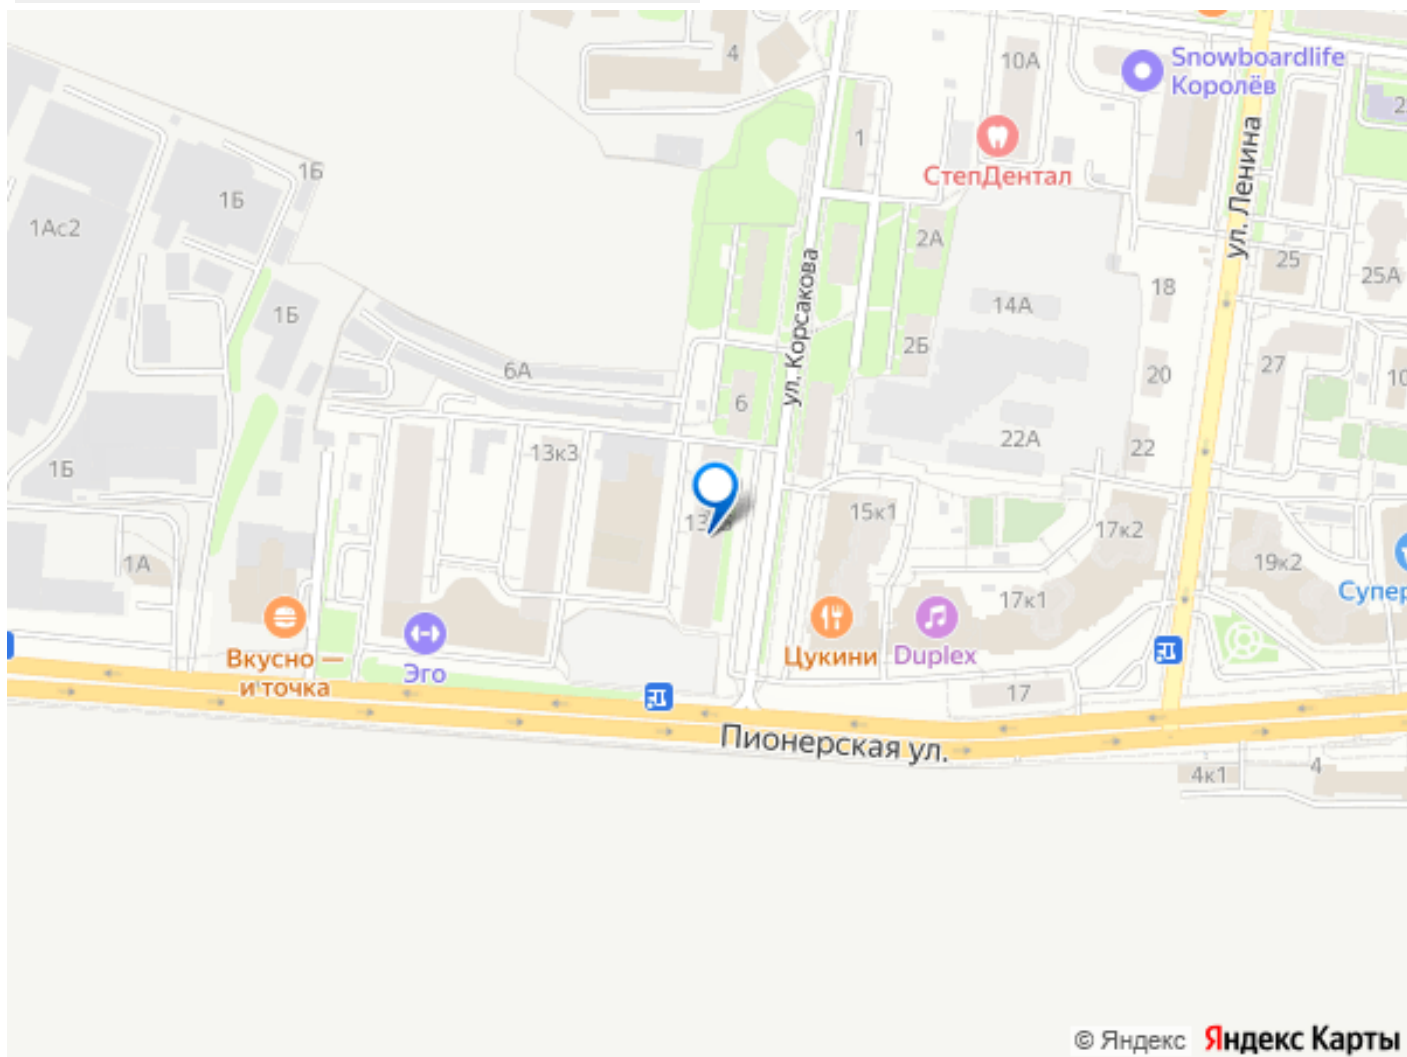 4
10А
Snowboardlife
Королёв
1
СтепДентал
ул. Ленина
1Б
1Б
1Ас2
2А
25
25А
ул. Корсакова
18
14А
1Б
2Б
6А
20
27
6
22А
22
13к3
1Б
15к1
17к2
1А
19к2
17к1
Супер
Вкусно —
и точка
Эго
Цукини
Duplex
17
Пионерская ул.
4к1
4
© Яндекс Яндекс Карты